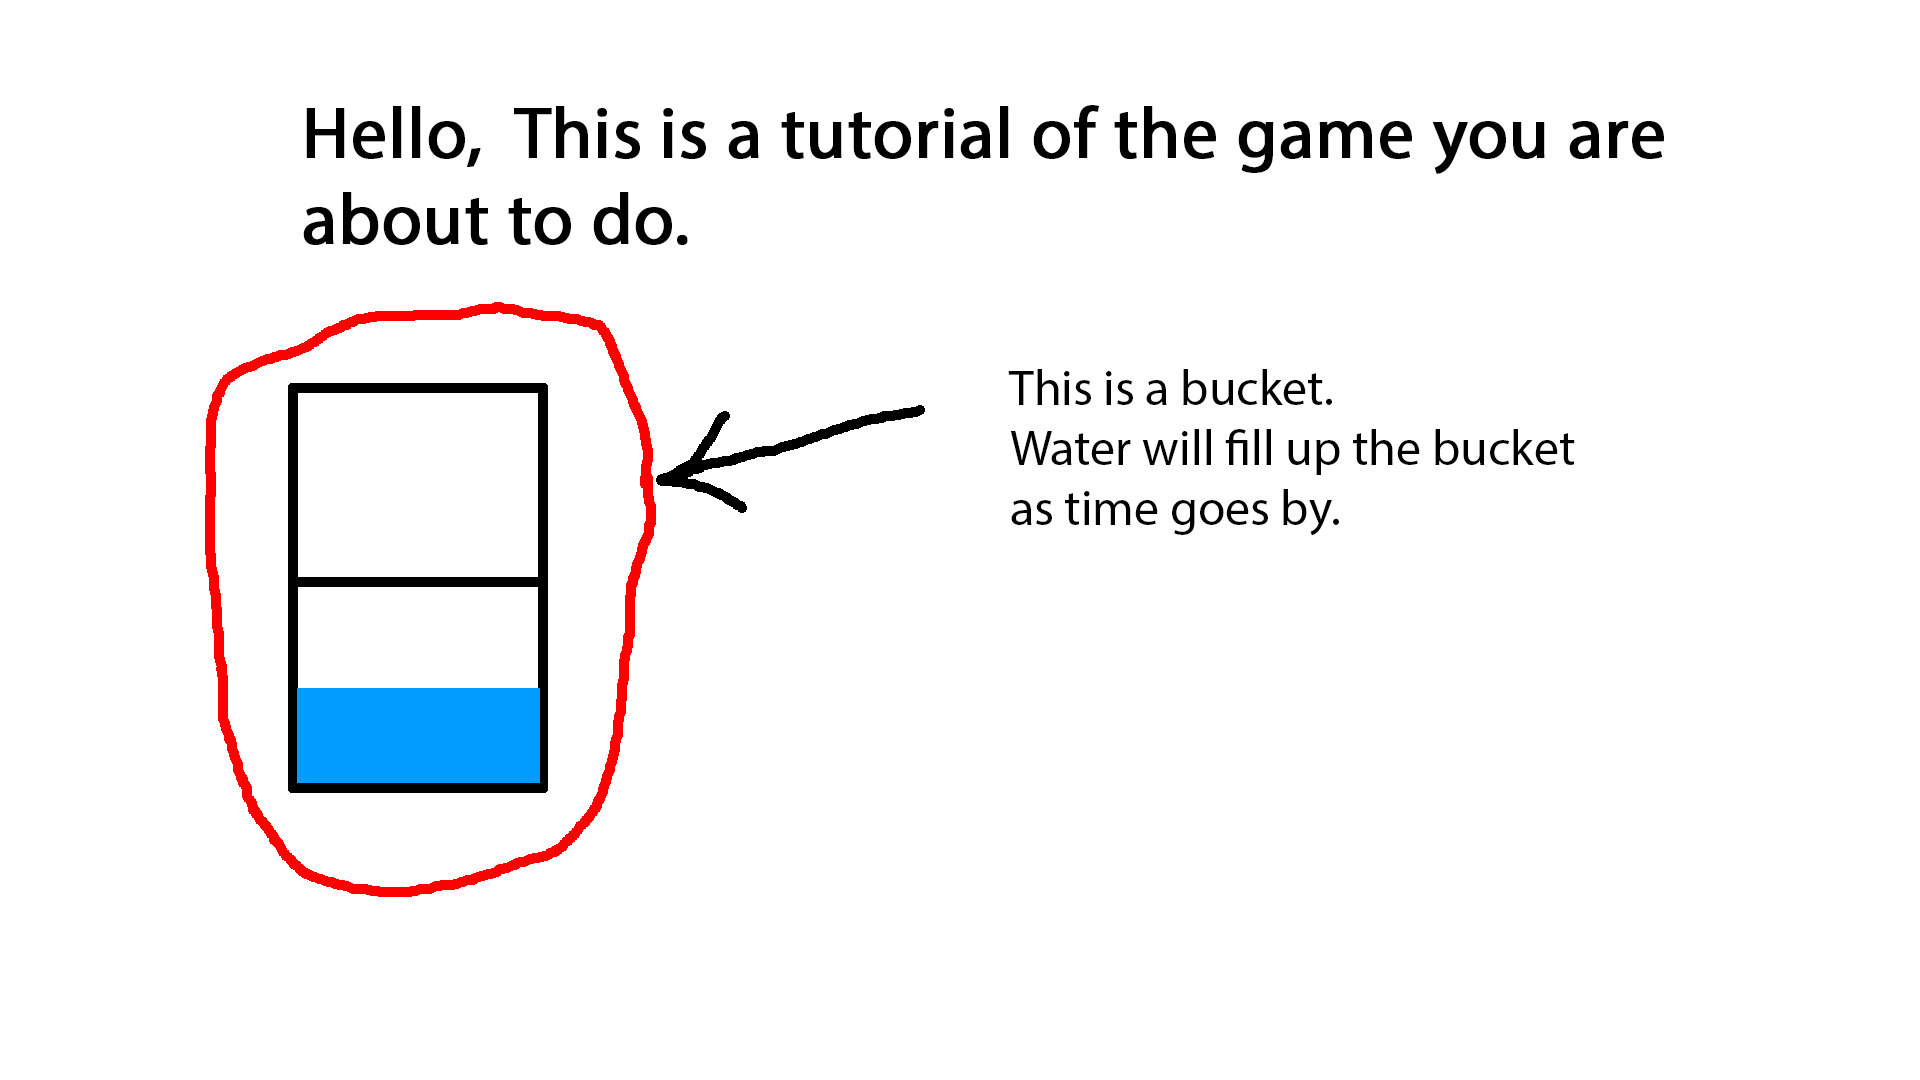 Hello,  This is a tutorial of the game you are
about to do.
This is a bucket.
Water will fill up the bucket
as time goes by.